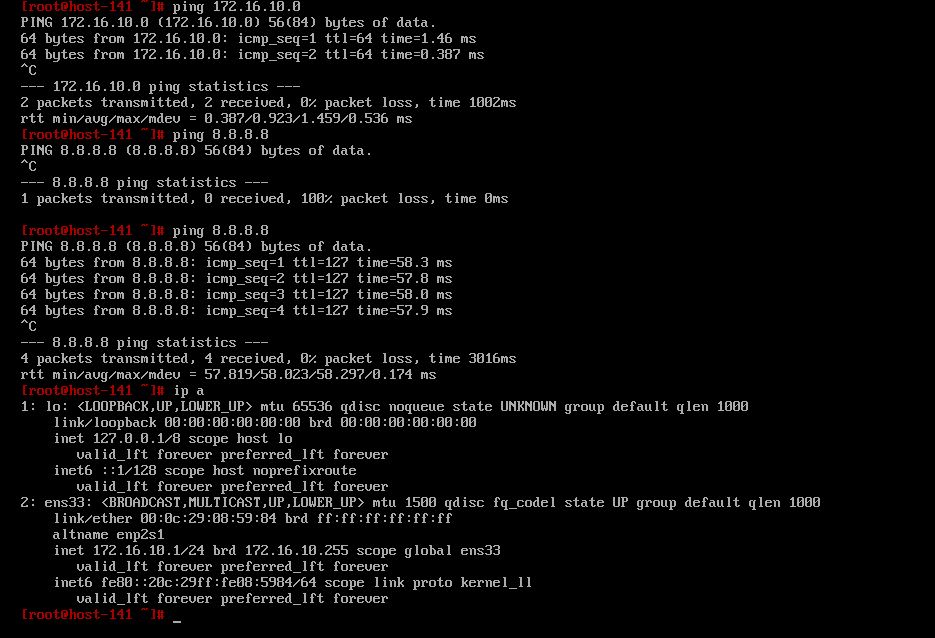 [root@host-141 ~]# ping 172.16.10.0
PING 172.16.10.0 (172.16.10.0) 56(84) bytes of data.
64 bytes from 172.16.10.0: icmp_seq=1 ttl=64 time=1.46 ms
64 bytes from 172.16.10.0: icmp_seq=2 ttl=64 time=0.387 ms
^C
--- 172.16.10.0 ping statistics ---
2 packets transmitted, 2 received, 0% packet loss, time 1002ms
rtt min/avg/max/mdev = 0.387/0.923/1.459/0.536 ms
[root@host-141 ~]# ping 8.8.8.8
PING 8.8.8.8 (8.8.8.8) 56(84) bytes of data.
^C
--- 8.8.8.8 ping statistics ---
1 packets transmitted, 0 received, 100% packet loss, time 0ms
[root@host-141 ~]# ping 8.8.8.8
PING 8.8.8.8 (8.8.8.8) 56(84) bytes of data.
64 bytes from 8.8.8.8: icmp_seq=1 ttl=127 time=58.3 ms
64 bytes from 8.8.8.8: icmp_seq=2 ttl=127 time=57.8 ms
64 bytes from 8.8.8.8: icmp_seq=3 ttl=127 time=58.0 ms
64 bytes from 8.8.8.8: icmp_seq=4 ttl=127 time=57.9 ms
^C
--- 8.8.8.8 ping statistics ---
4 packets transmitted, 4 received, 0% packet loss, time 3016ms
rtt min/avg/max/mdev = 57.819/58.023/58.297/0.174 ms
[root@host-141 ~]# ip a
1: lo: <LOOPBACK,UP,LOWER_UP> mtu 65536 qdisc noqueue state UNKNOWN group default qlen 1000
    link/loopback 00:00:00:00:00:00 brd 00:00:00:00:00:00
    inet 127.0.0.1/8 scope host lo
       valid_lft forever preferred_lft forever
    inet6 ::1/128 scope host noprefixroute
       valid_lft forever preferred_lft forever
2: ens33: <BROADCAST,MULTICAST,UP,LOWER_UP> mtu 1500 qdisc fq_codel state UP group default qlen 1000
    link/ether 00:0c:29:08:59:84 brd ff:ff:ff:ff:ff:ff
    altname enp2s1
    inet 172.16.10.1/24 brd 172.16.10.255 scope global ens33
       valid_lft forever preferred_lft forever
    inet6 fe80::20c:29ff:fe08:5984/64 scope link proto kernel_ll
       valid_lft forever preferred_lft forever
[root@host-141 ~]# _